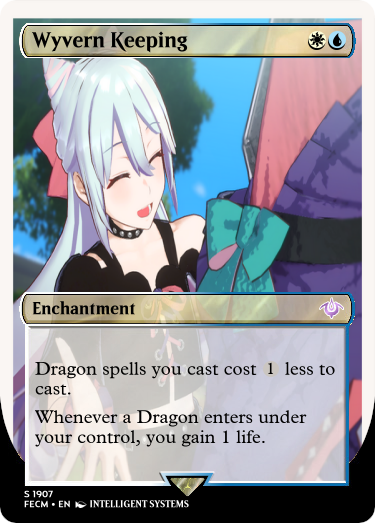 Wyvern Keeping
Enchantment
Dragon spells you cast cost 1 less to
cast.
Whenever a Dragon enters under
your control, you gain 1 life.
S 1907
FECM • EN INTELLIGENT SYSTEMS